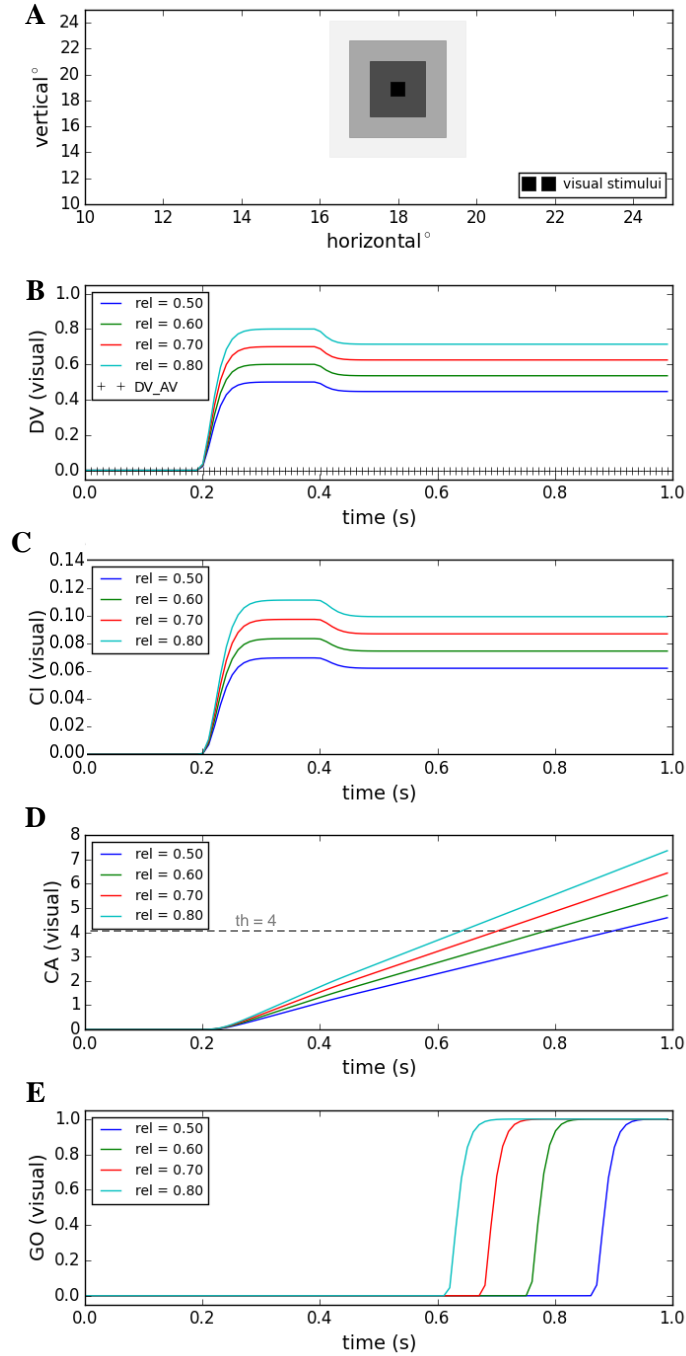 A
24
22
20
18
16
14
12
10
vertical°
visual stimului
10 12 14 16 18 20 22 24
horizontal°
B
1.0
0.8
0.6
0.4
0.2
0.0
DV (visual)
rel = 0.50
rel = 0.60
rel = 0.70
rel = 0.80
DV_AV
0.0 0.2 0.4 0.6 0.8 1.0
time (s)
C
0.14
0.12
0.10
0.08
0.06
0.04
0.02
0.00
CI (visual)
rel = 0.50
rel = 0.60
rel = 0.70
rel = 0.80
0.0 0.2 0.4 0.6 0.8 1.0
time (s)
D
8
7
6
5
4
3
2
1
0
CA (visual)
rel = 0.50
rel = 0.60
rel = 0.70
rel = 0.80
th = 4
0.0 0.2 0.4 0.6 0.8 1.0
time (s)
E
1.0
0.8
0.6
0.4
0.2
0.0
GO (visual)
rel = 0.50
rel = 0.60
rel = 0.70
rel = 0.80
0.0 0.2 0.4 0.6 0.8 1.0
time (s)